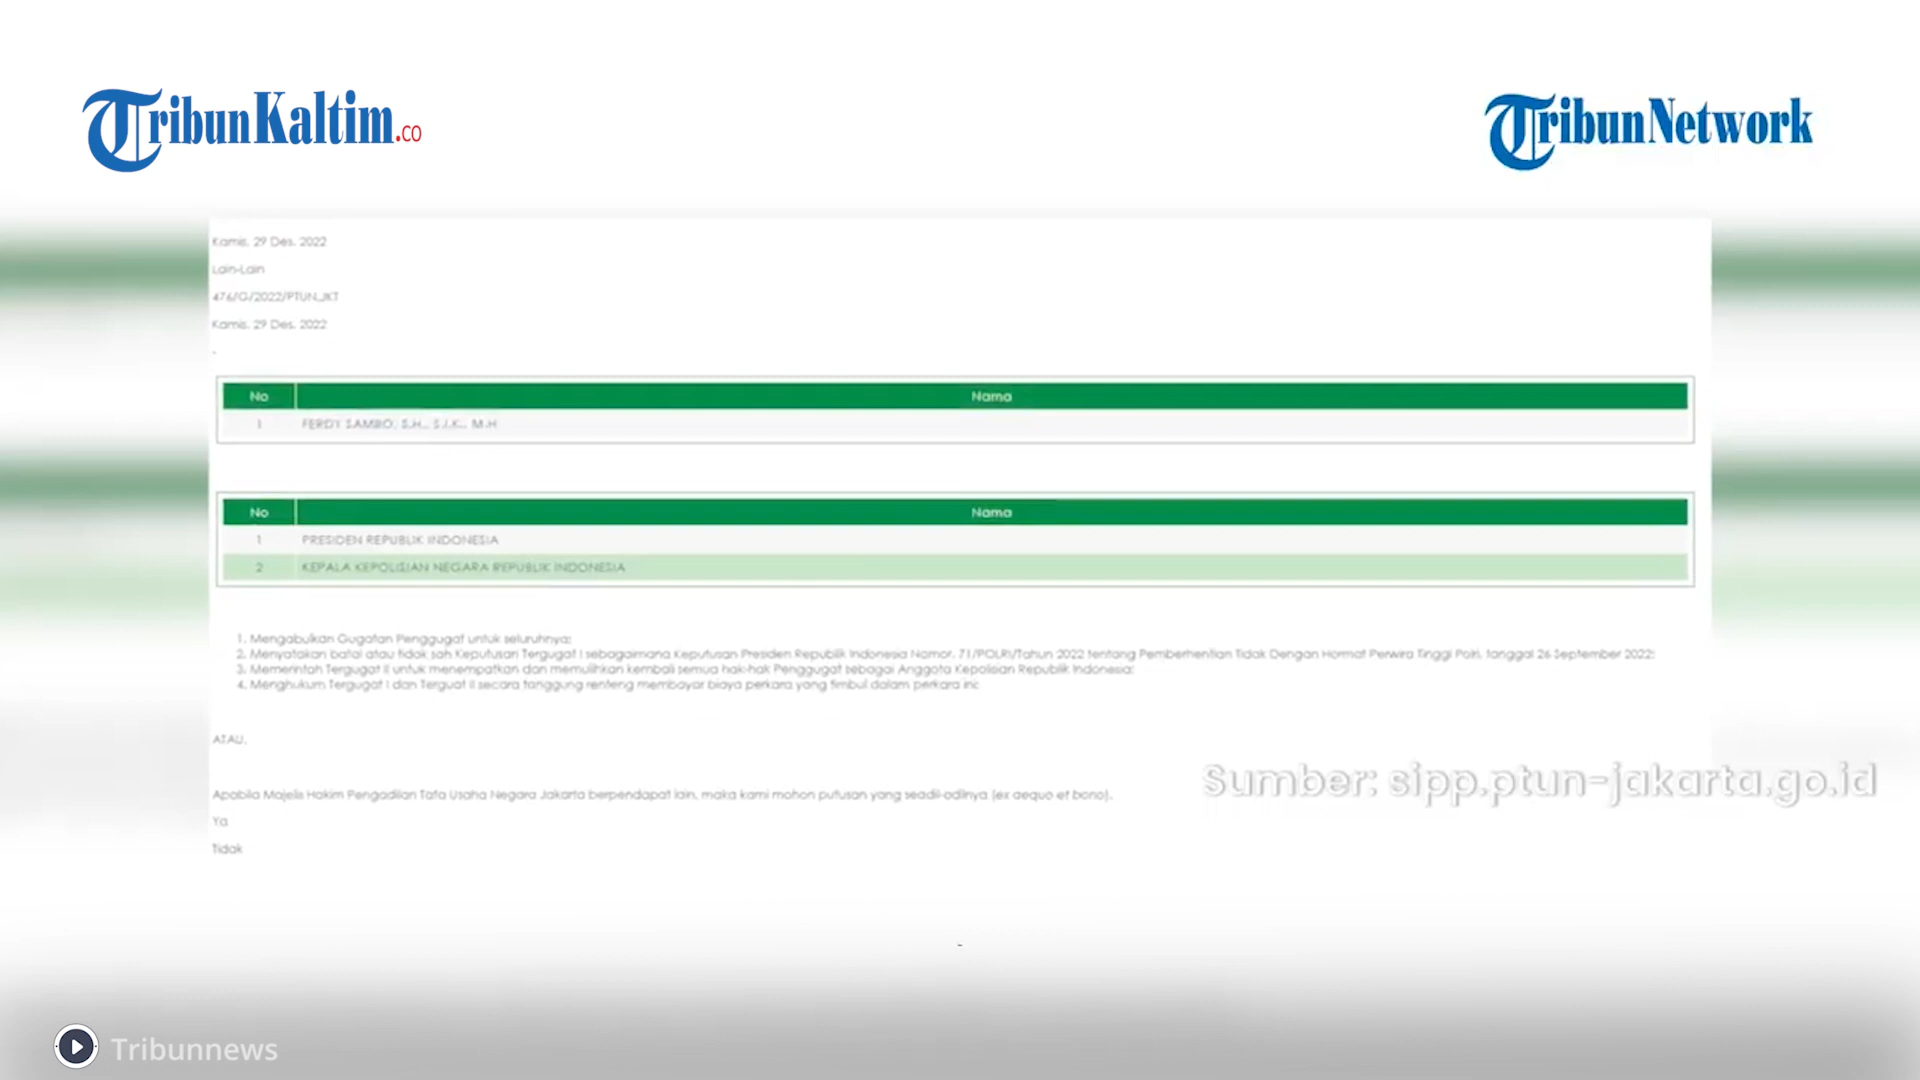 TribunKaltim.co
TribunNetwork
Kamis, 29 Des. 2022
Lain-Lain
476/G/2022/PTUN.JKT
Kamis, 29 Des. 2022
-
No Nama
1 FERDY SAMBO, S.H., S.I.K., M.H
No Nama
1 PRESIDEN REPUBLIK INDONESIA
2 KEPALA KEPOLISIAN NEGARA REPUBLIK INDONESIA
1. Mengabulkan Gugatan Penggugat untuk seluruhnya;
2. Menyatakan batal atau tidak sah Keputusan Tergugat I sebagaimana Keputusan Presiden Republik Indonesia Nomor. 71/POLRI/Tahun 2022 tentang Pemberhentian Tidak Dengan Hormat Perwira Tinggi Polri, tanggal 26 September 2022;
3. Memerintah Tergugat II untuk menempatkan dan memulihkan kembali semua hak-hak Penggugat sebagai Anggota Kepolisian Republik Indonesia;
4. Menghukum Tergugat I dan Terguat II secara tanggung renteng membayar biaya perkara yang timbul dalam perkara ini;
ATAU,
Apabila Majelis Hakim Pengadilan Tata Usaha Negara Jakarta berpendapat lain, maka kami mohon putusan yang seadil-adilnya (ex aequo et bono).
Sumber: sipp.ptun-jakarta.go.id
Ya
Tidak
-
Tribunnews